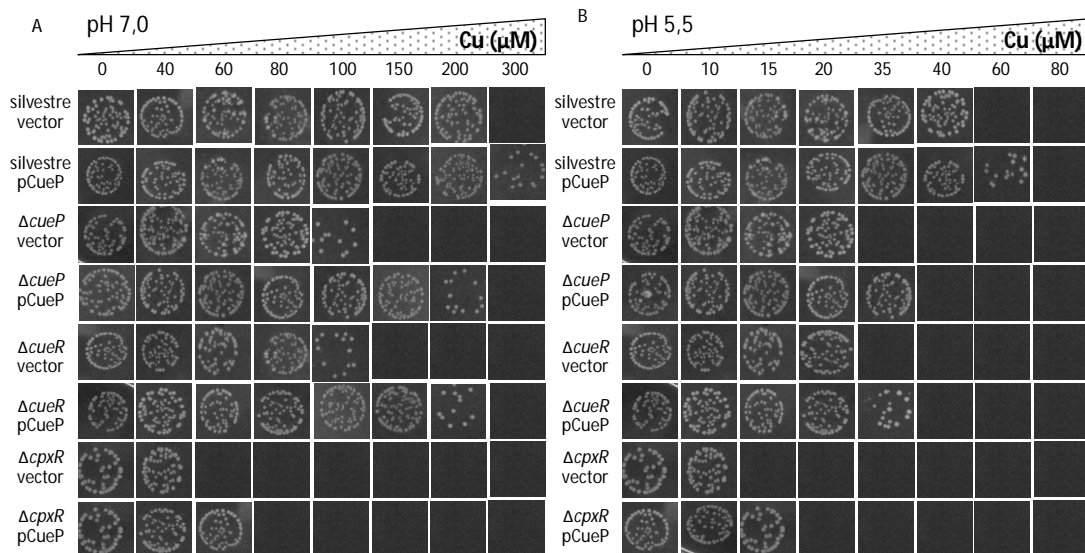 A
pH 7,0
Cu (µM)
0 40 60 80 100 150 200 300
silvestre
vector
silvestre
pCueP
ΔcueP
vector
ΔcueP
pCueP
ΔcueR
vector
ΔcueR
pCueP
ΔcpxR
vector
ΔcpxR
pCueP
B
pH 5,5
Cu (µM)
0 10 15 20 35 40 60 80
silvestre
vector
silvestre
pCueP
ΔcueP
vector
ΔcueP
pCueP
ΔcueR
vector
ΔcueR
pCueP
ΔcpxR
vector
ΔcpxR
pCueP